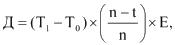 Д = (T₁ − T₀) × ((n − t) / n) × E,